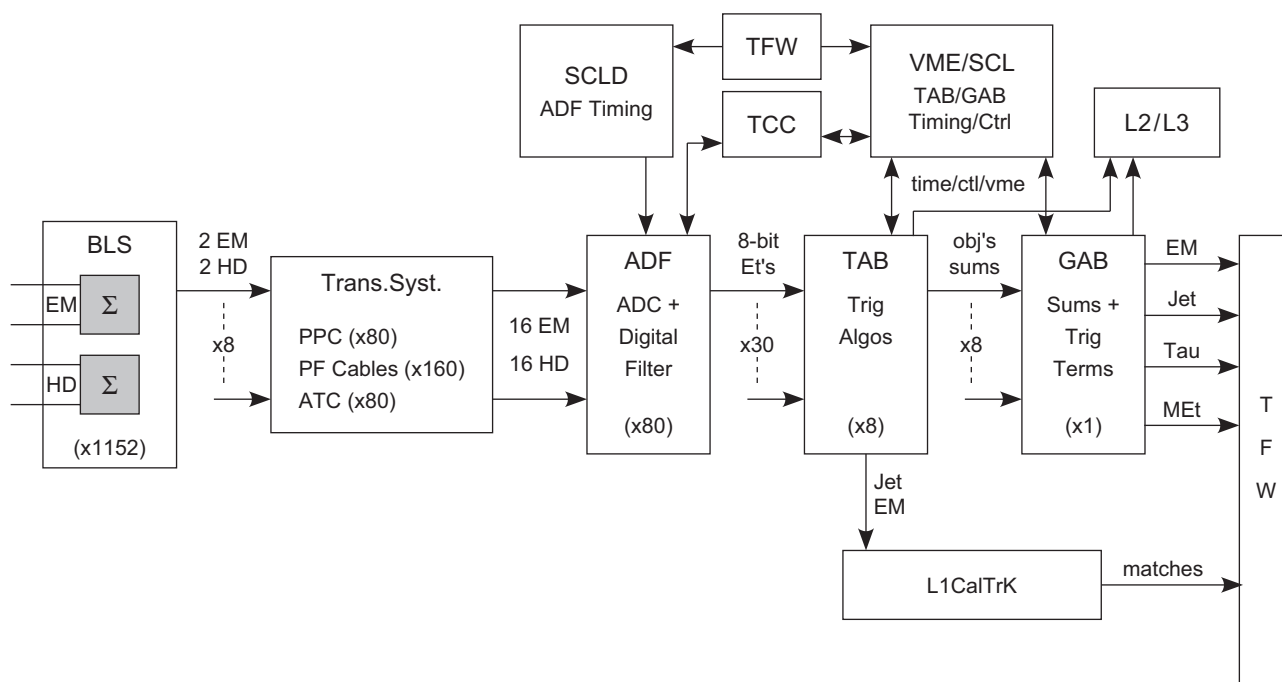 SCLD
ADF Timing
TFW
TCC
VME/SCL
TAB/GAB
Timing/Ctrl
L2/L3
time/ctl/vme
BLS
EM
Σ
HD
Σ
(x1152)
2 EM
2 HD
x8
Trans.Syst.
PPC (x80)
PF Cables (x160)
ATC (x80)
16 EM
16 HD
ADF
ADC +
Digital
Filter
(x80)
8-bit
Et's
x30
TAB
Trig
Algos
(x8)
obj's
sums
x8
GAB
Sums +
Trig
Terms
(x1)
EM
Jet
Tau
MEt
T
F
W
Jet
EM
L1CalTrK
matches